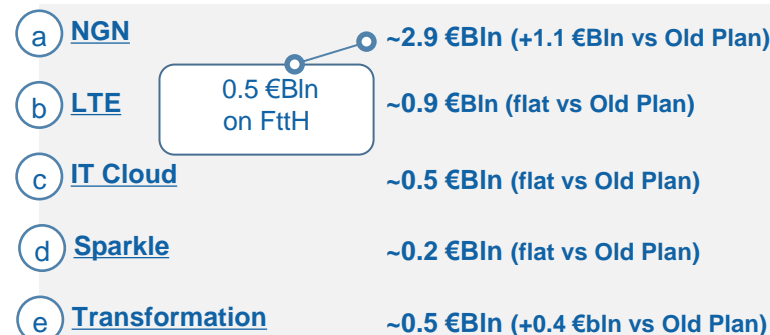 a NGN ~2.9 €Bln (+1.1 €Bln vs Old Plan)
0.5 €Bln
on FttH
b LTE ~0.9 €Bln (flat vs Old Plan)
c IT Cloud ~0.5 €Bln (flat vs Old Plan)
d Sparkle ~0.2 €Bln (flat vs Old Plan)
e Transformation ~0.5 €Bln (+0.4 €bln vs Old Plan)